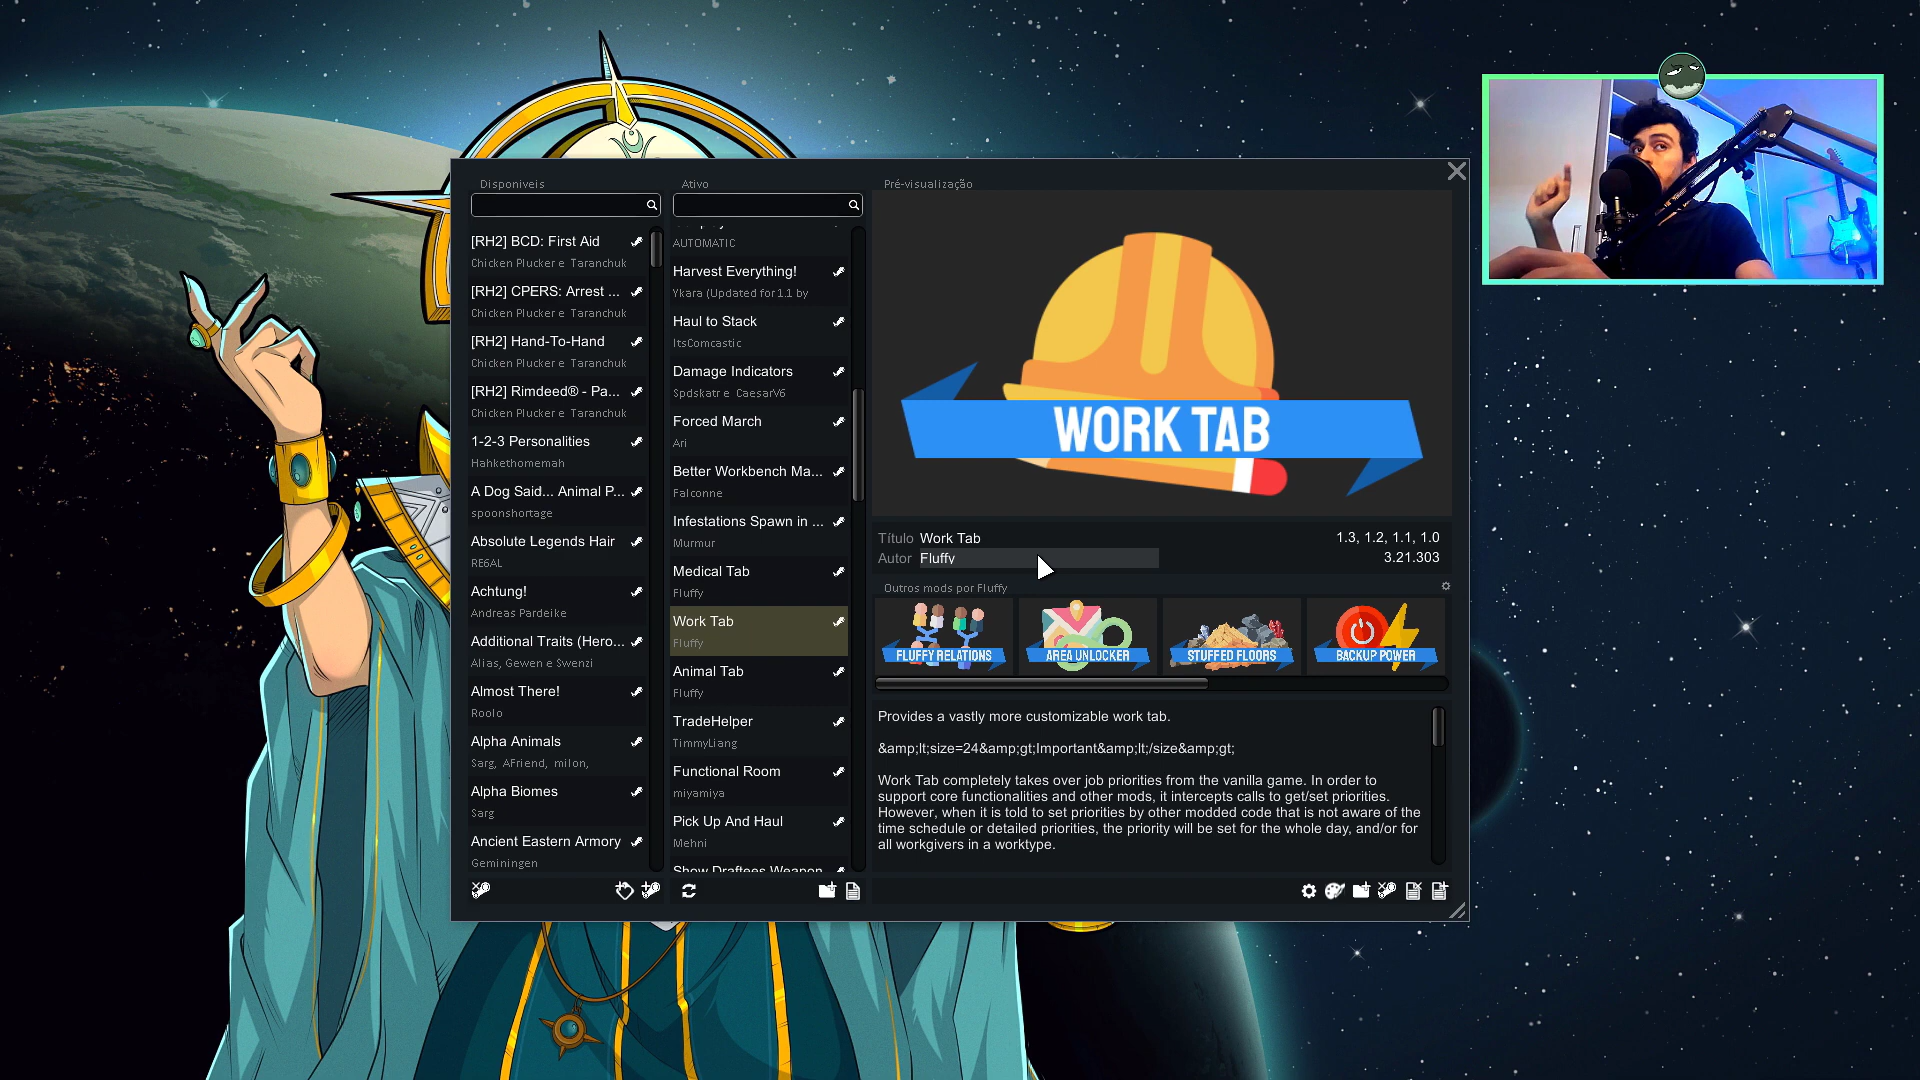 Disponíveis
[RH2] BCD: First Aid
Chicken Plucker e Taranchuk
[RH2] CPERS: Arrest ...
Chicken Plucker e Taranchuk
[RH2] Hand-To-Hand
Chicken Plucker e Taranchuk
[RH2] Rimdeed® - Pa...
Chicken Plucker e Taranchuk
1-2-3 Personalities
Hahkethomemah
A Dog Said... Animal P...
spoonshortage
Absolute Legends Hair
RE6AL
Achtung!
Andreas Pardeike
Additional Traits (Hero...
Alias, Gewen e Swenzi
Almost There!
Roolo
Alpha Animals
Sarg, AFriend, milon,
Alpha Biomes
Sarg
Ancient Eastern Armory
Geminingen
Ativo
AUTOMATIC
Harvest Everything!
Ykara (Updated for 1.1 by
Haul to Stack
ItsComcastic
Damage Indicators
Spdskatr e CaesarV6
Forced March
Ari
Better Workbench Ma...
Falconne
Infestations Spawn in ...
Murmur
Medical Tab
Fluffy
Work Tab
Fluffy
Animal Tab
Fluffy
TradeHelper
TimmyLiang
Functional Room
miyamiya
Pick Up And Haul
Mehni
Show Draftees Weapon
Pré-visualização
WORK TAB
Título Work Tab
1.3, 1.2, 1.1, 1.0
Autor Fluffy
3.21.303
Outros mods por Fluffy
FLUFFY RELATIONS
AREA UNLOCKER
STUFFED FLOORS
BACKUP POWER
Provides a vastly more customizable work tab.
&amp;lt;size=24&amp;gt;Important&amp;lt;/size&amp;gt;
Work Tab completely takes over job priorities from the vanilla game. In order to
support core functionalities and other mods, it intercepts calls to get/set priorities.
However, when it is told to set priorities by other modded code that is not aware of the
time schedule or detailed priorities, the priority will be set for the whole day, and/or for
all workgivers in a worktype.